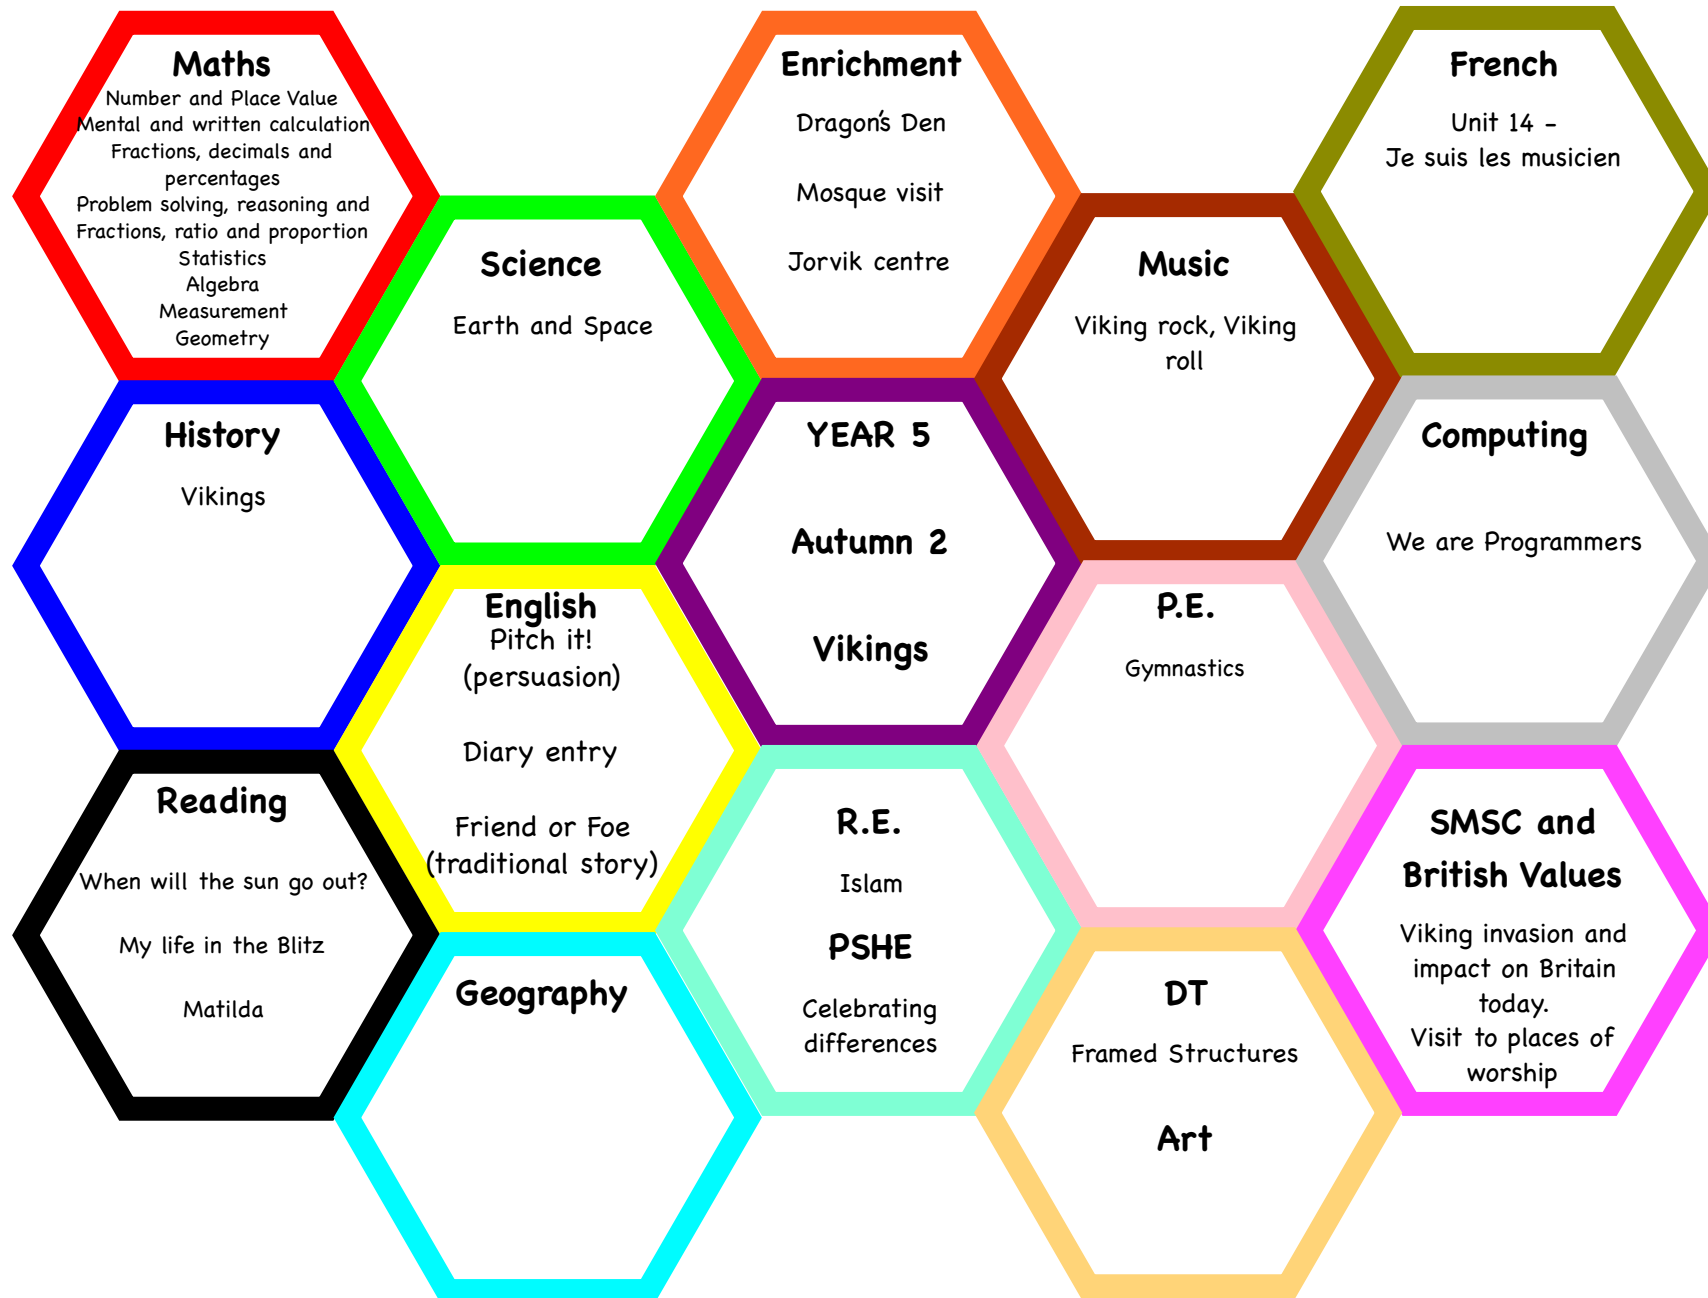 Maths
Number and Place Value
Mental and written calculation
Fractions, decimals and
percentages
Problem solving, reasoning and
Fractions, ratio and proportion
Statistics
Algebra
Measurement
Geometry
Science
Earth and Space
Enrichment
Dragon's Den
Mosque visit
Jorvik centre
Music
Viking rock, Viking
roll
French
Unit 14 -
Je suis les musicien
History
Vikings
English
Pitch it!
(persuasion)
Diary entry
Friend or Foe
(traditional story)
YEAR 5
Autumn 2
Vikings
P.E.
Gymnastics
Computing
We are Programmers
Reading
When will the sun go out?
My life in the Blitz
Matilda
Geography
R.E.
Islam
PSHE
Celebrating
differences
DT
Framed Structures
Art
SMSC and
British Values
Viking invasion and
impact on Britain
today.
Visit to places of
worship